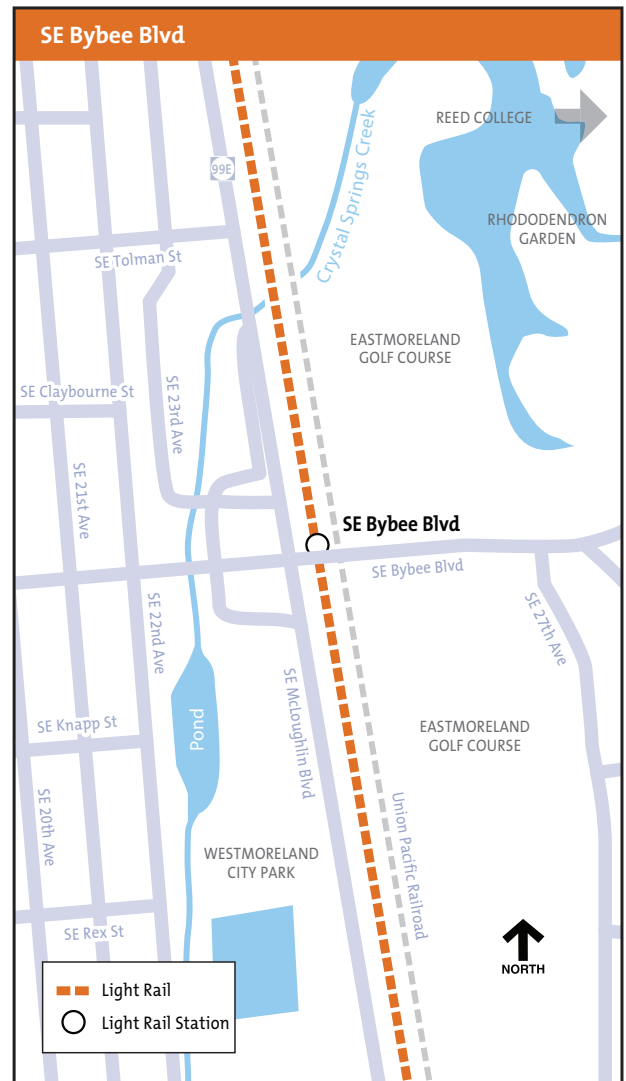 SE Bybee Blvd
REED COLLEGE
99E
Crystal Springs Creek
RHODODENDRON
GARDEN
SE Tolman St
EASTMORELAND
GOLF COURSE
SE Claybourne St
SE 23rd Ave
SE 21st Ave
SE Bybee Blvd
SE Bybee Blvd
SE 22nd Ave
SE 27th Ave
SE McLoughlin Blvd
Pond
SE Knapp St
EASTMORELAND
GOLF COURSE
SE 20th Ave
Union Pacific Railroad
WESTMORELAND
CITY PARK
SE Rex St
NORTH
Light Rail
Light Rail Station